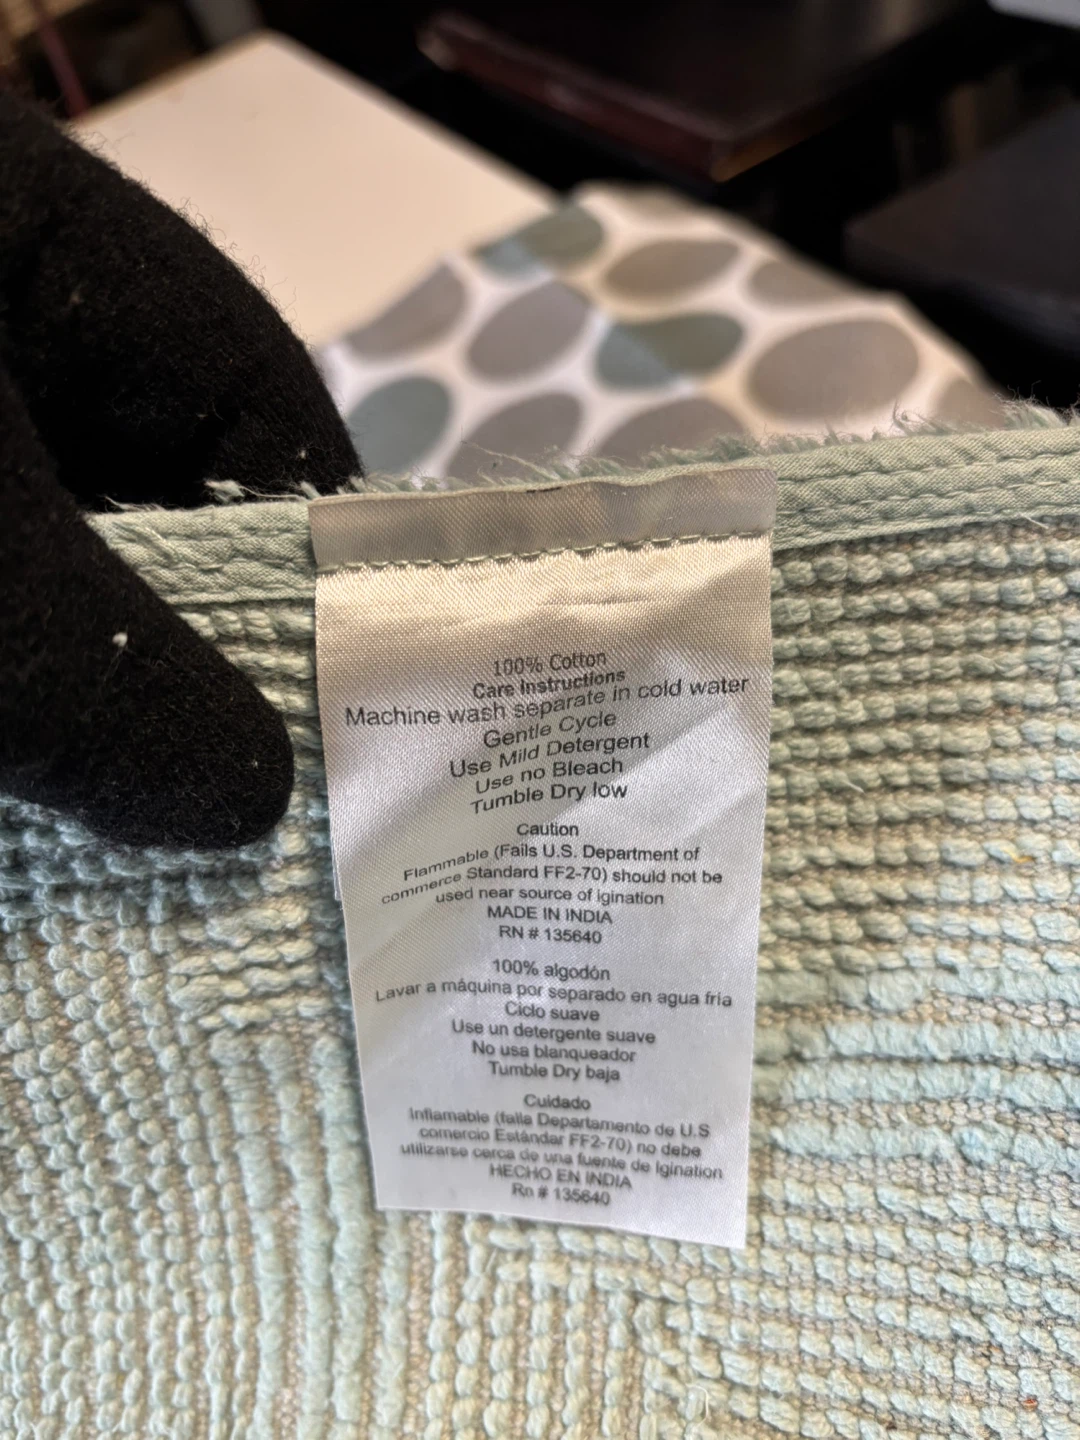 100% Cotton
Care Instructions
Machine wash separate in cold water
Gentle Cycle
Use Mild Detergent
Use no Bleach
Tumble Dry low
Caution
Flammable (Fails U.S. Department of
commerce Standard FF2-70) should not be
used near source of igination
MADE IN INDIA
RN # 135640
100% algodón
Lavar a máquina por separado en agua fria
Ciclo suave
Use un detergente suave
No usa blanqueador
Tumble Dry baja
Cuidado
Inflamable (falla Departamento de U.S
comercio Estándar FF2-70) no debe
utilizarse cerca de una fuente de Igination
HECHO EN INDIA
Rn # 135640